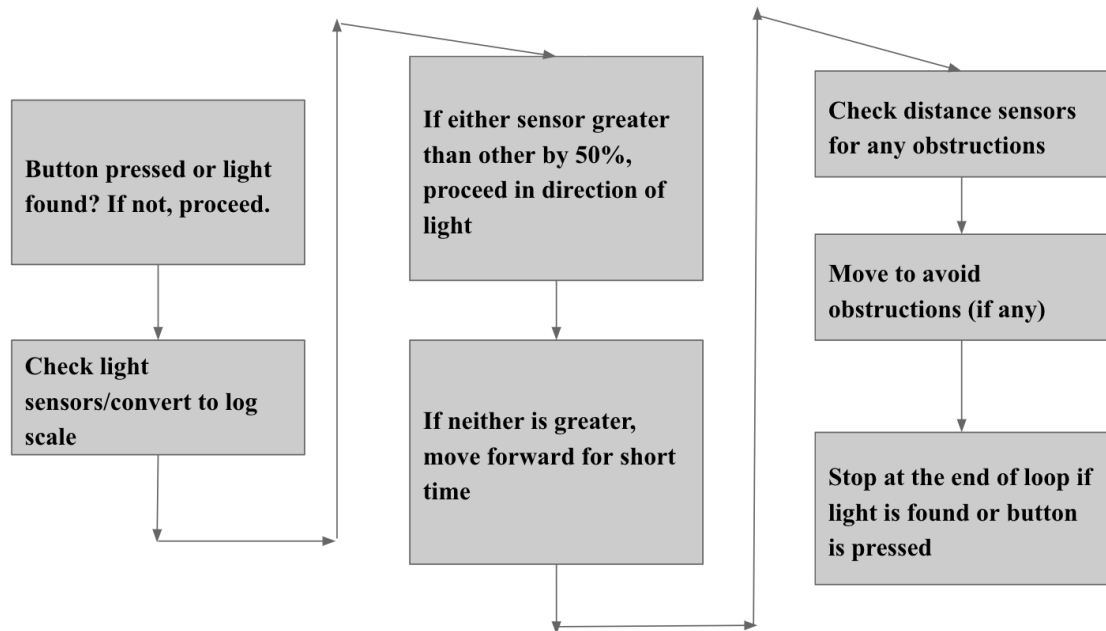 Button pressed or light
found? If not, proceed.
Check light
sensors/convert to log
scale
If either sensor greater
than other by 50%,
proceed in direction of
light
If neither is greater,
move forward for short
time
Check distance sensors
for any obstructions
Move to avoid
obstructions (if any)
Stop at the end of loop if
light is found or button
is pressed